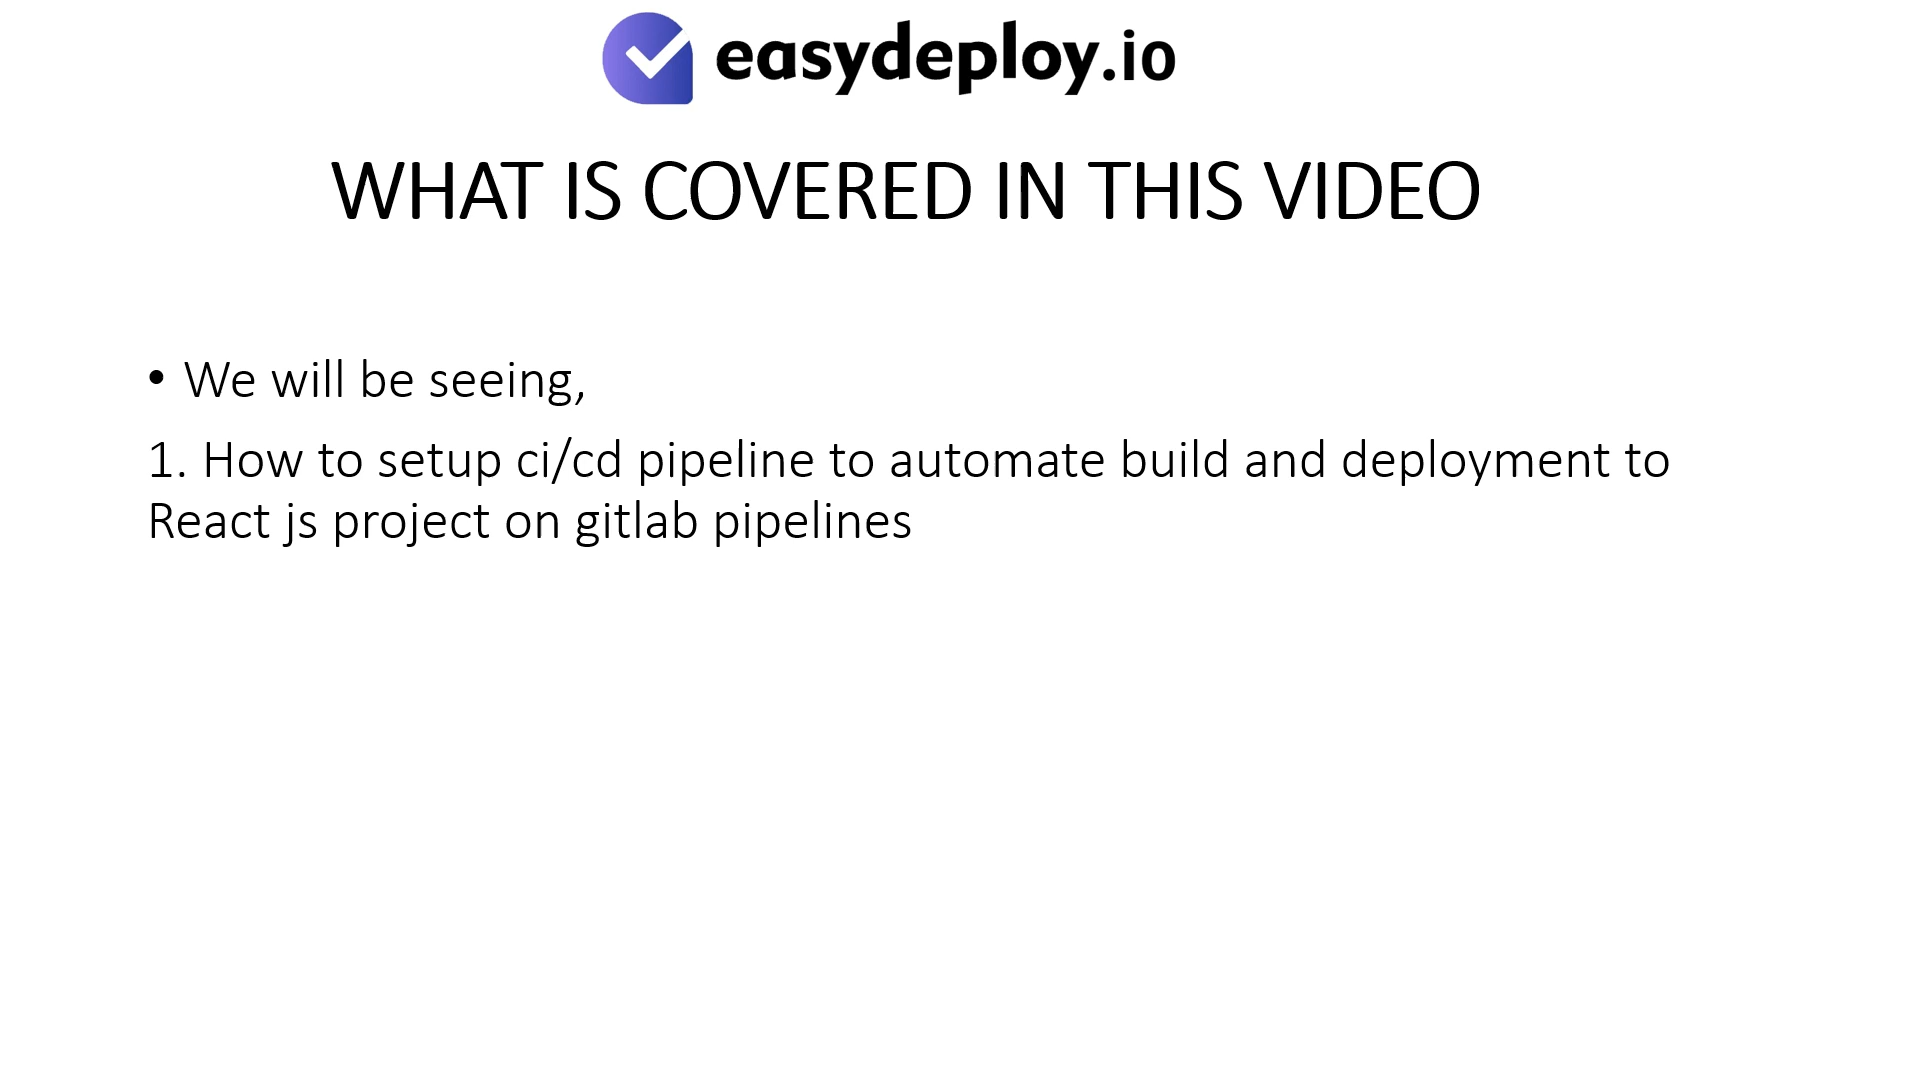 easydeploy.io
WHAT IS COVERED IN THIS VIDEO
• We will be seeing,
1. How to setup ci/cd pipeline to automate build and deployment to
React js project on gitlab pipelines